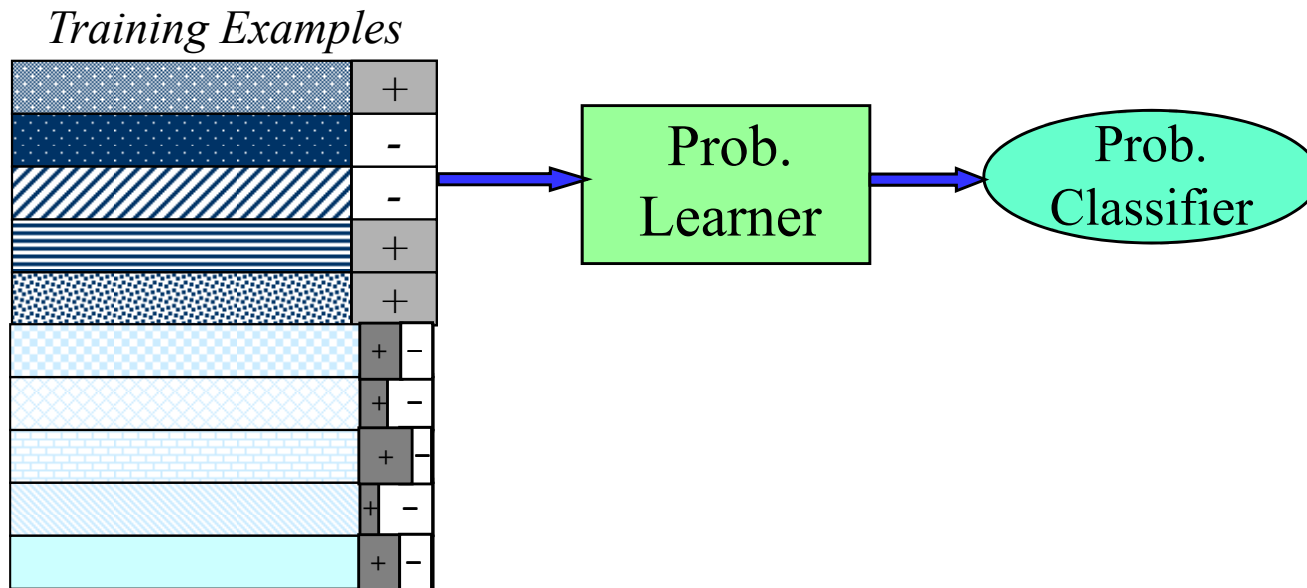 Training Examples
+
-
-
+
+
+ –
+ –
+ –
+ –
+ –
Prob.
Learner
Prob.
Classifier